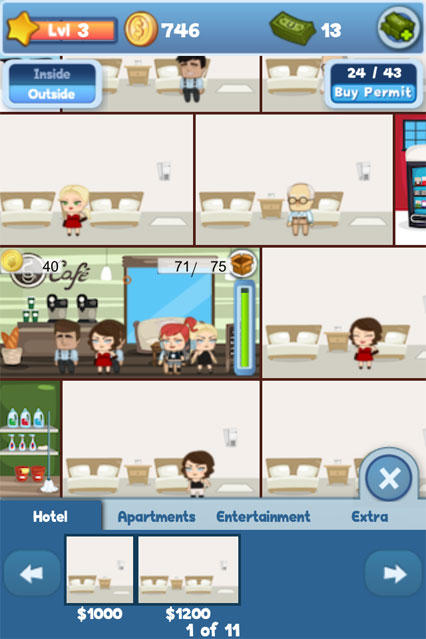 Lvl 3
746
13
Inside
Outside
24 / 43
Buy Permit
40
Café
71/ 75
Hotel
Apartments
Entertainment
Extra
$1000
$1200
1 of 11